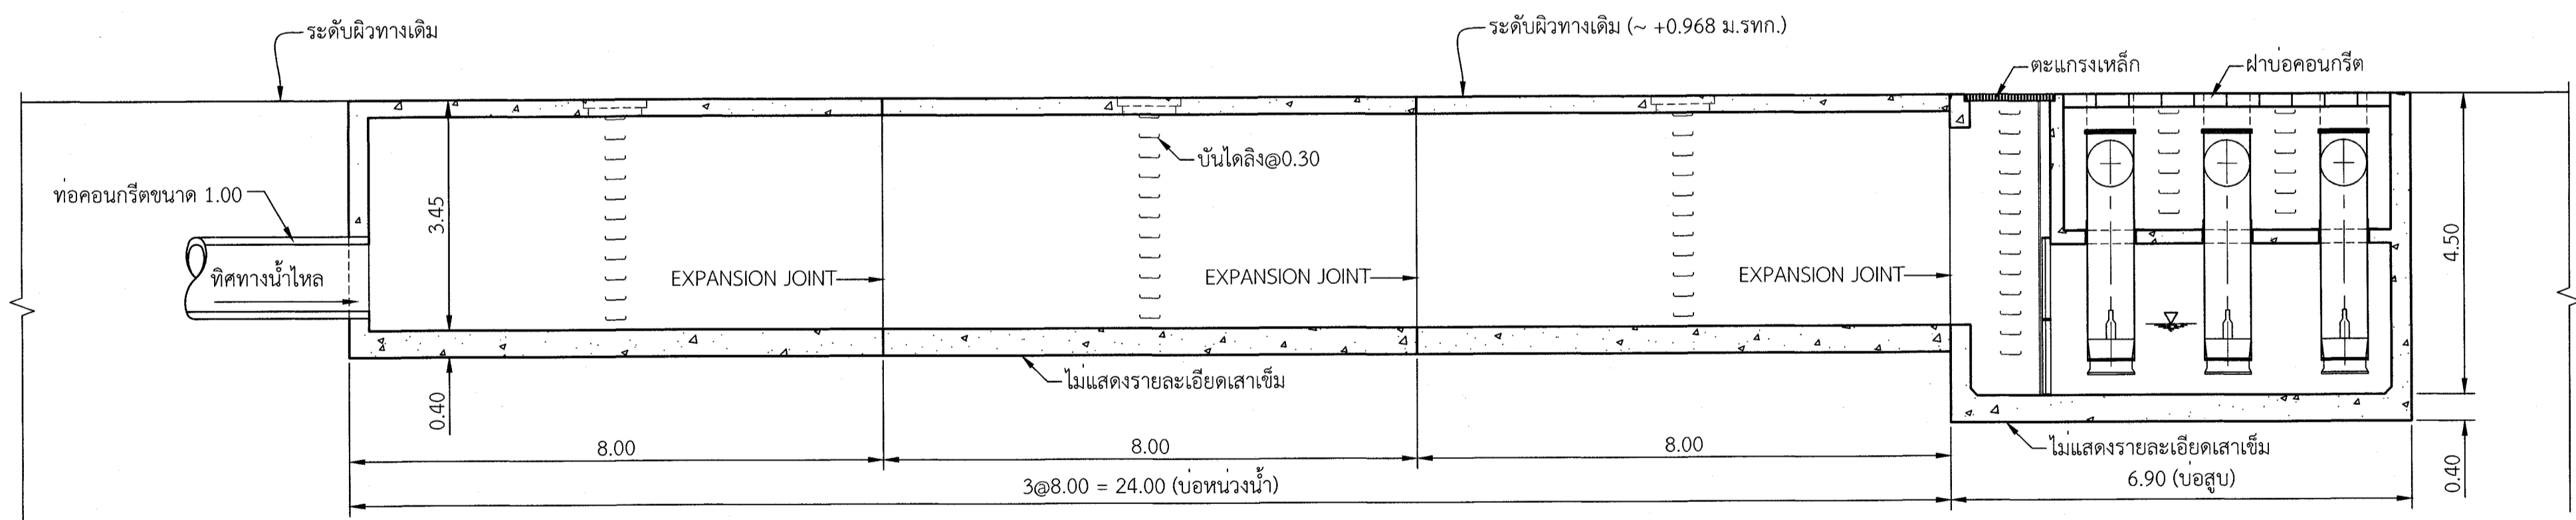 ระดับผิวทางเดิม
ระดับผิวทางเดิม (~ +0.968 ม.รทก.)
ตะแกรงเหล็ก
ฝาบ่อคอนกรีต
บันไดลิง@0.30
ท่อคอนกรีตขนาด 1.00
3.45
4.50
ทิศทางน้ำไหล
EXPANSION JOINT
EXPANSION JOINT
EXPANSION JOINT
ไม่แสดงรายละเอียดเสาเข็ม
0.40
8.00
8.00
8.00
ไม่แสดงรายละเอียดเสาเข็ม
3@8.00 = 24.00 (บ่อหน่วงน้ำ)
6.90 (บ่อสูบ)
0.40